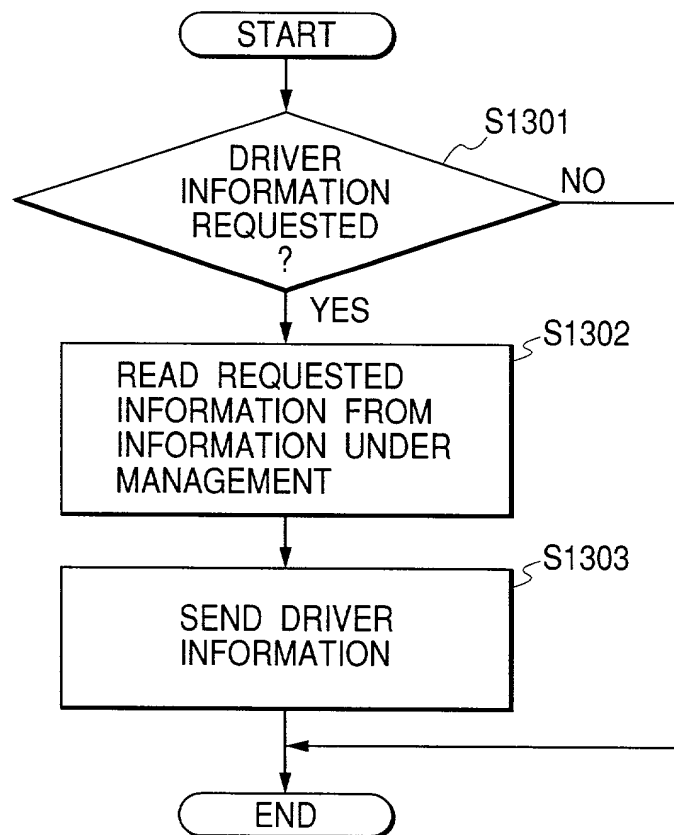 START
S1301
DRIVER
INFORMATION
REQUESTED
?
NO
YES
S1302
READ REQUESTED
INFORMATION FROM
INFORMATION UNDER
MANAGEMENT
S1303
SEND DRIVER
INFORMATION
END